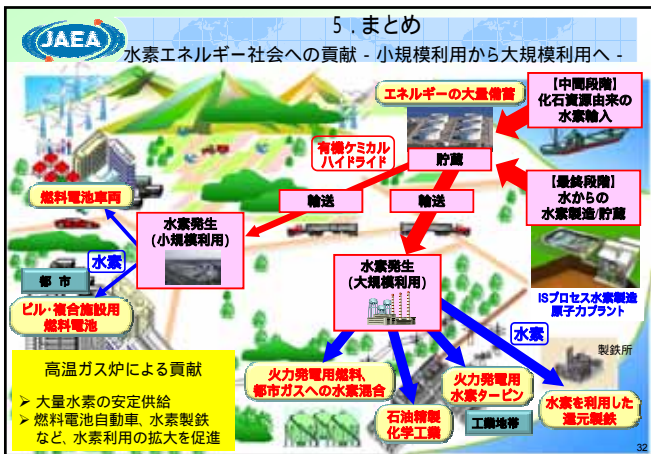 JAEA
5．まとめ
水素エネルギー社会への貢献 - 小規模利用から大規模利用へ -
エネルギーの大量備蓄
【中間段階】
化石資源由来の
水素輸入
有機ケミカル
ハイドライド
貯蔵
【最終段階】
水からの
水素製造/貯蔵
燃料電池車両
輸送
輸送
水素発生
(小規模利用)
水素
都 市
水素発生
(大規模利用)
ISプロセス水素製造
原子力プラント
ビル・複合施設用
燃料電池
水素
製鉄所
高温ガス炉による貢献
➢ 大量水素の安定供給
➢ 燃料電池自動車、水素製鉄
など、水素利用の拡大を促進
火力発電用燃料、
都市ガスへの水素混合
石油精製
化学工業
火力発電用
水素タービン
工業地帯
水素を利用した
還元製鉄
32